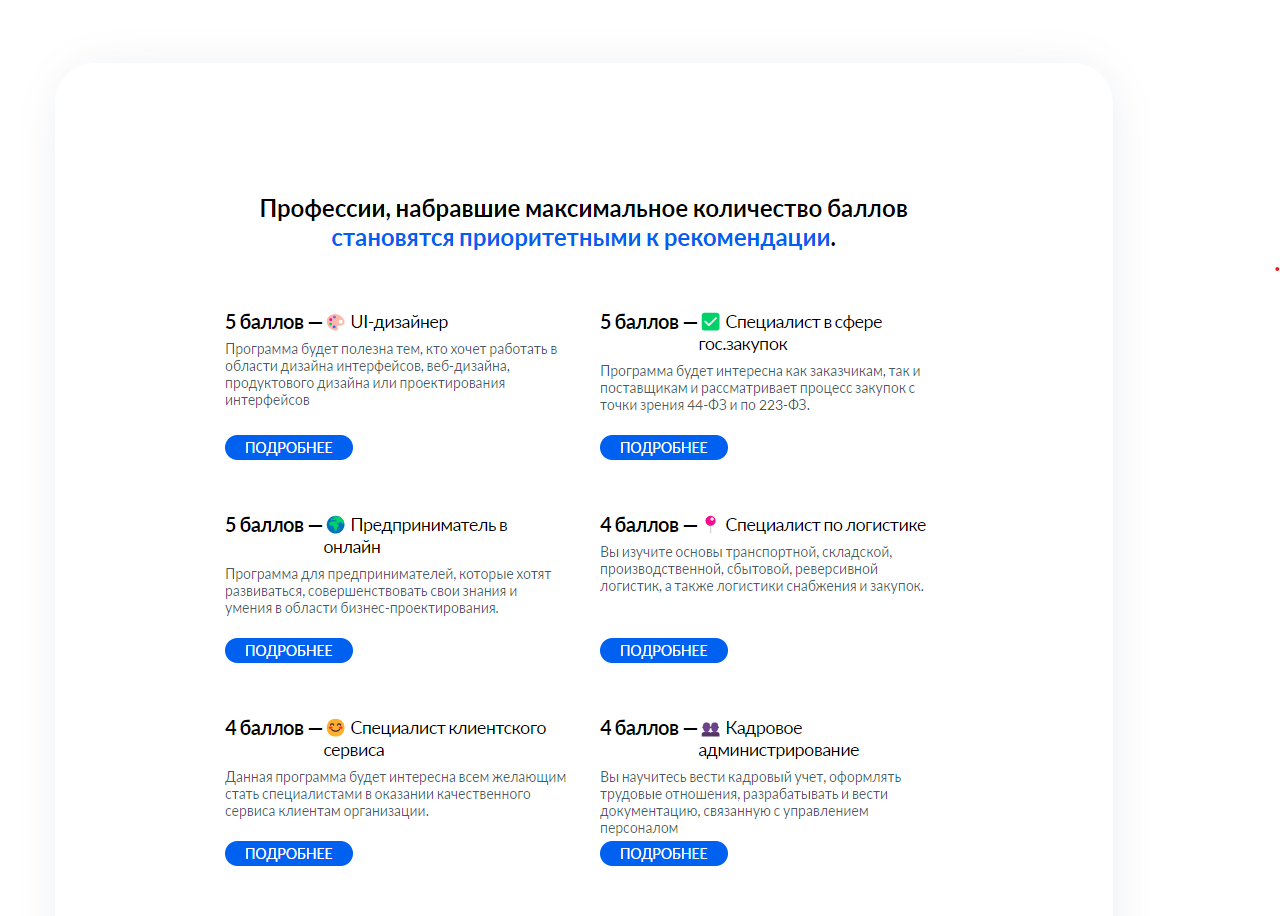 Профессии, набравшие максимальное количество баллов
становятся приоритетными к рекомендации.
5 баллов — 🎨 UI-дизайнер
Программа будет полезна тем, кто хочет работать в
области дизайна интерфейсов, веб-дизайна,
продуктового дизайна или проектирования
интерфейсов
ПОДРОБНЕЕ
5 баллов — ✅ Специалист в сфере
гос.закупок
Программа будет интересна как заказчикам, так и
поставщикам и рассматривает процесс закупок с
точки зрения 44-ФЗ и по 223-ФЗ.
ПОДРОБНЕЕ
5 баллов — 🌍 Предприниматель в
онлайн
Программа для предпринимателей, которые хотят
развиваться, совершенствовать свои знания и
умения в области бизнес-проектирования.
ПОДРОБНЕЕ
4 баллов — 📍 Специалист по логистике
Вы изучите основы транспортной, складской,
производственной, сбытовой, реверсивной
логистик, а также логистики снабжения и закупок.
ПОДРОБНЕЕ
4 баллов — 😊 Специалист клиентского
сервиса
Данная программа будет интересна всем желающим
стать специалистами в оказании качественного
сервиса клиентам организации.
ПОДРОБНЕЕ
4 баллов — 👥 Кадровое
администрирование
Вы научитесь вести кадровый учет, оформлять
трудовые отношения, разрабатывать и вести
документацию, связанную с управлением
персоналом
ПОДРОБНЕЕ